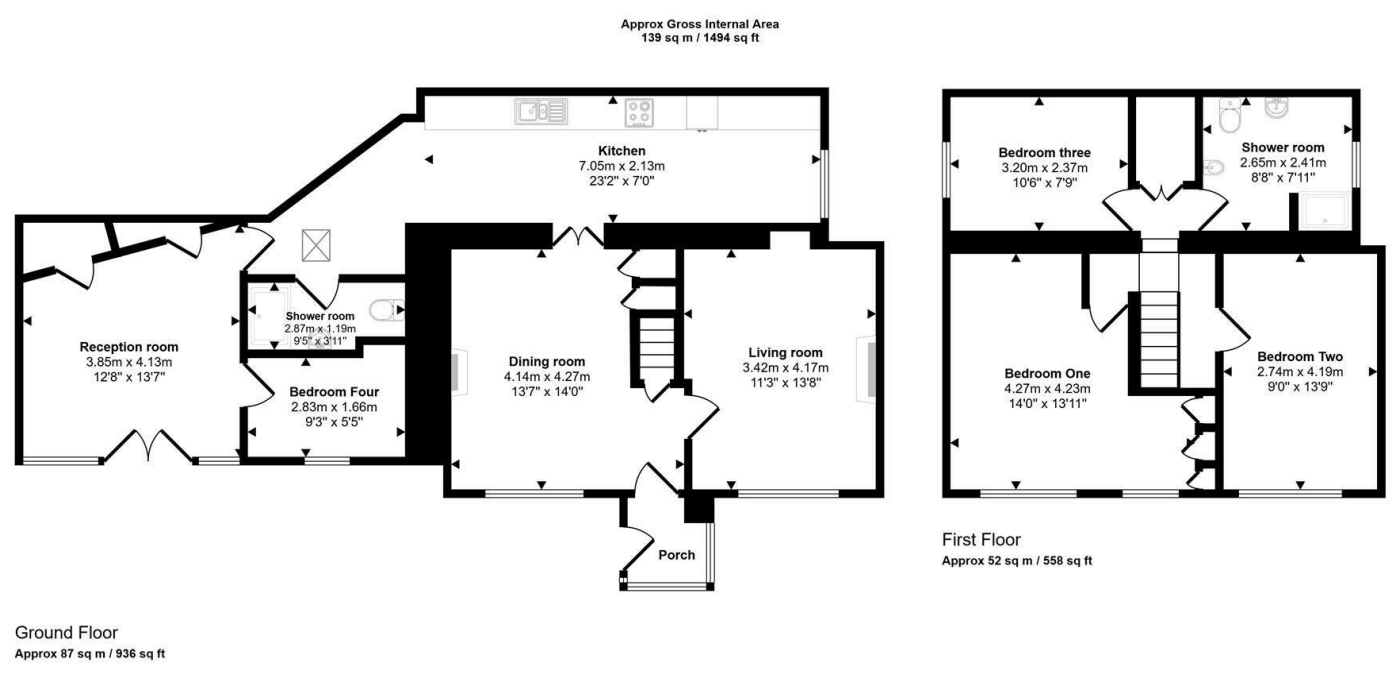 Approx Gross Internal Area
139 sq m / 1494 sq ft
Kitchen
7.05m x 2.13m
23'2" x 7'0"
Shower room
2.87m x 1.19m
9'5" x 3'11"
Reception room
3.85m x 4.13m
12'8" x 13'7"
Bedroom Four
2.83m x 1.66m
9'3" x 5'5"
Dining room
4.14m x 4.27m
13'7" x 14'0"
Living room
3.42m x 4.17m
11'3" x 13'8"
Porch
Ground Floor
Approx 87 sq m / 936 sq ft
Bedroom three
3.20m x 2.37m
10'6" x 7'9"
Shower room
2.65m x 2.41m
8'8" x 7'11"
Bedroom One
4.27m x 4.23m
14'0" x 13'11"
Bedroom Two
2.74m x 4.19m
9'0" x 13'9"
First Floor
Approx 52 sq m / 558 sq ft